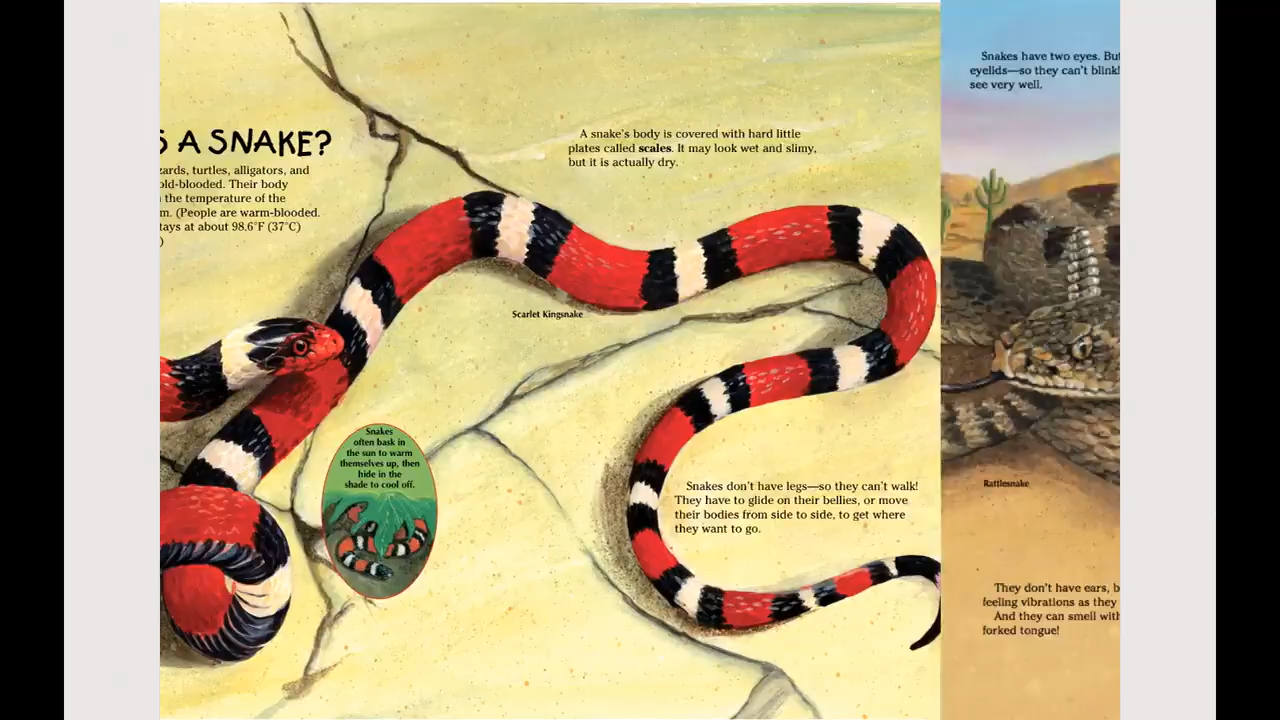 A SNAKE?
zards, turtles, alligators, and
old-blooded. Their body
the temperature of the
m. (People are warm-blooded.
tays at about 98.6°F (37°C)
)
A snake's body is covered with hard little
plates called scales. It may look wet and slimy,
but it is actually dry.
Scarlet Kingsnake
Snakes
often bask in
the sun to warm
themselves up, then
hide in the
shade to cool off.
Snakes don't have legs—so they can't walk!
They have to glide on their bellies, or move
their bodies from side to side, to get where
they want to go.
Snakes have two eyes. But
eyelids—so they can't blink!
see very well.
Rattlesnake
They don't have ears, b
feeling vibrations as they
And they can smell with
forked tongue!